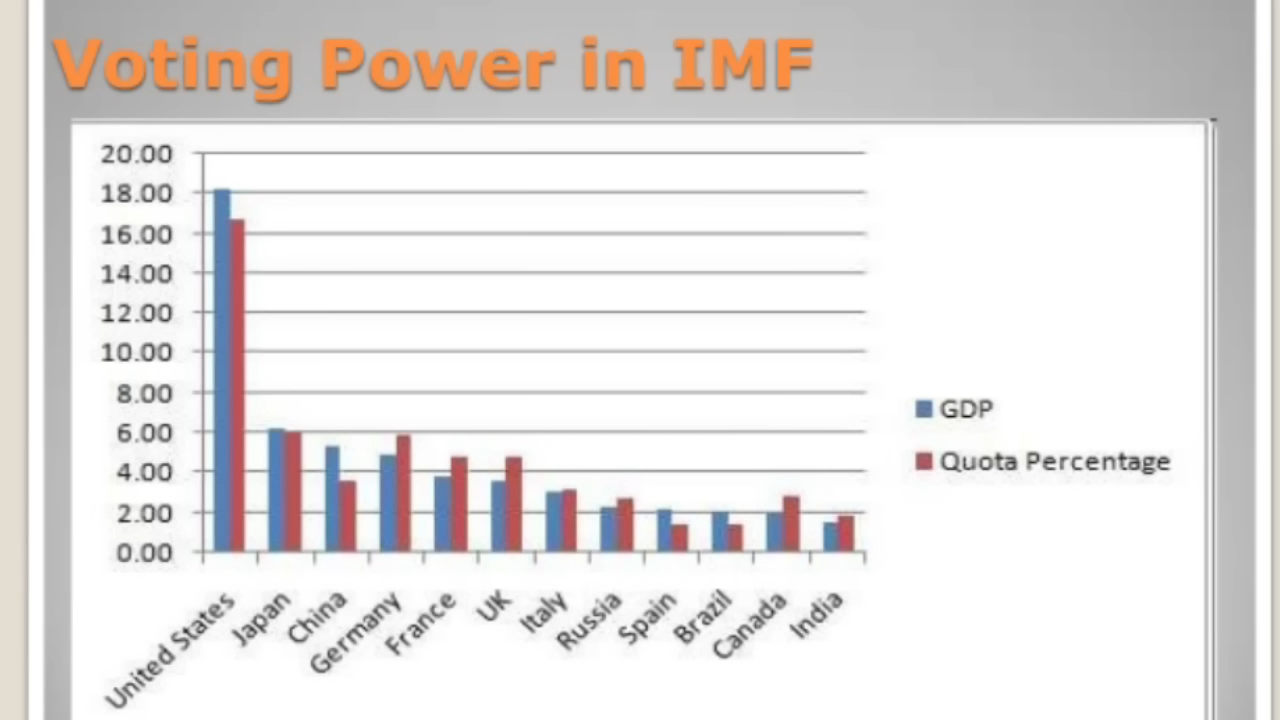 Voting Power in IMF
20.00
18.00
16.00
14.00
12.00
10.00
8.00
6.00
4.00
2.00
0.00
United States
Japan
China
Germany
France
UK
Italy
Russia
Spain
Brazil
Canada
India
GDP
Quota Percentage